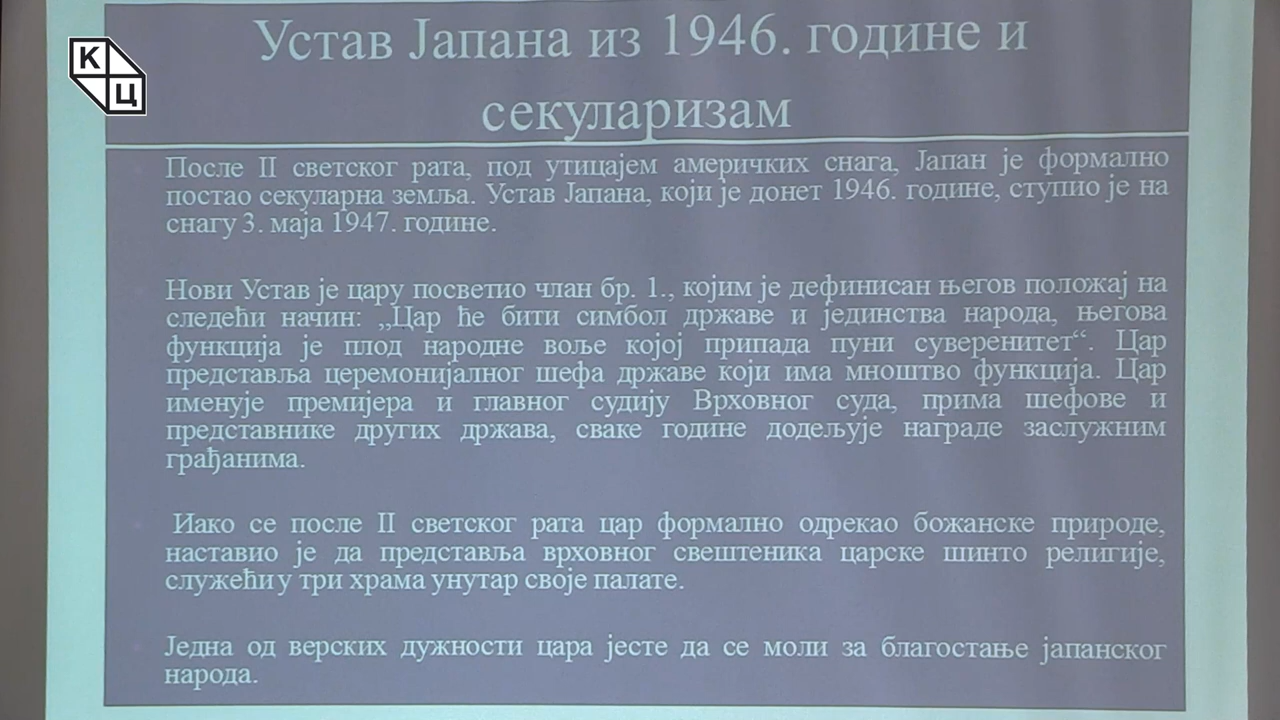 К
Ц
Устав Јапана из 1946. године и
секуларизам
После II светског рата, под утицајем америчких снага, Јапан је формално
постао секуларна земља. Устав Јапана, који је донет 1946. године, ступио је на
снагу 3. маја 1947. године.
Нови Устав је цару посветио члан бр. 1., којим је дефинисан његов положај на
следећи начин: „Цар ће бити симбол државе и јединства народа, његова
функција је плод народне воље којој припада пуни суверенитет“. Цар
представља церемонијалног шефа државе који има мноштво функција. Цар
именује премијера и главног судију Врховног суда, прима шефове и
представнике других држава, сваке године додељује награде заслужним
грађанима.
Иако се после II светског рата цар формално одрекао божанске природе,
наставио је да представља врховног свештеника царске шинто религије,
служећи у три храма унутар своје палате.
Једна од верских дужности цара јесте да се моли за благостање јапанског
народа.